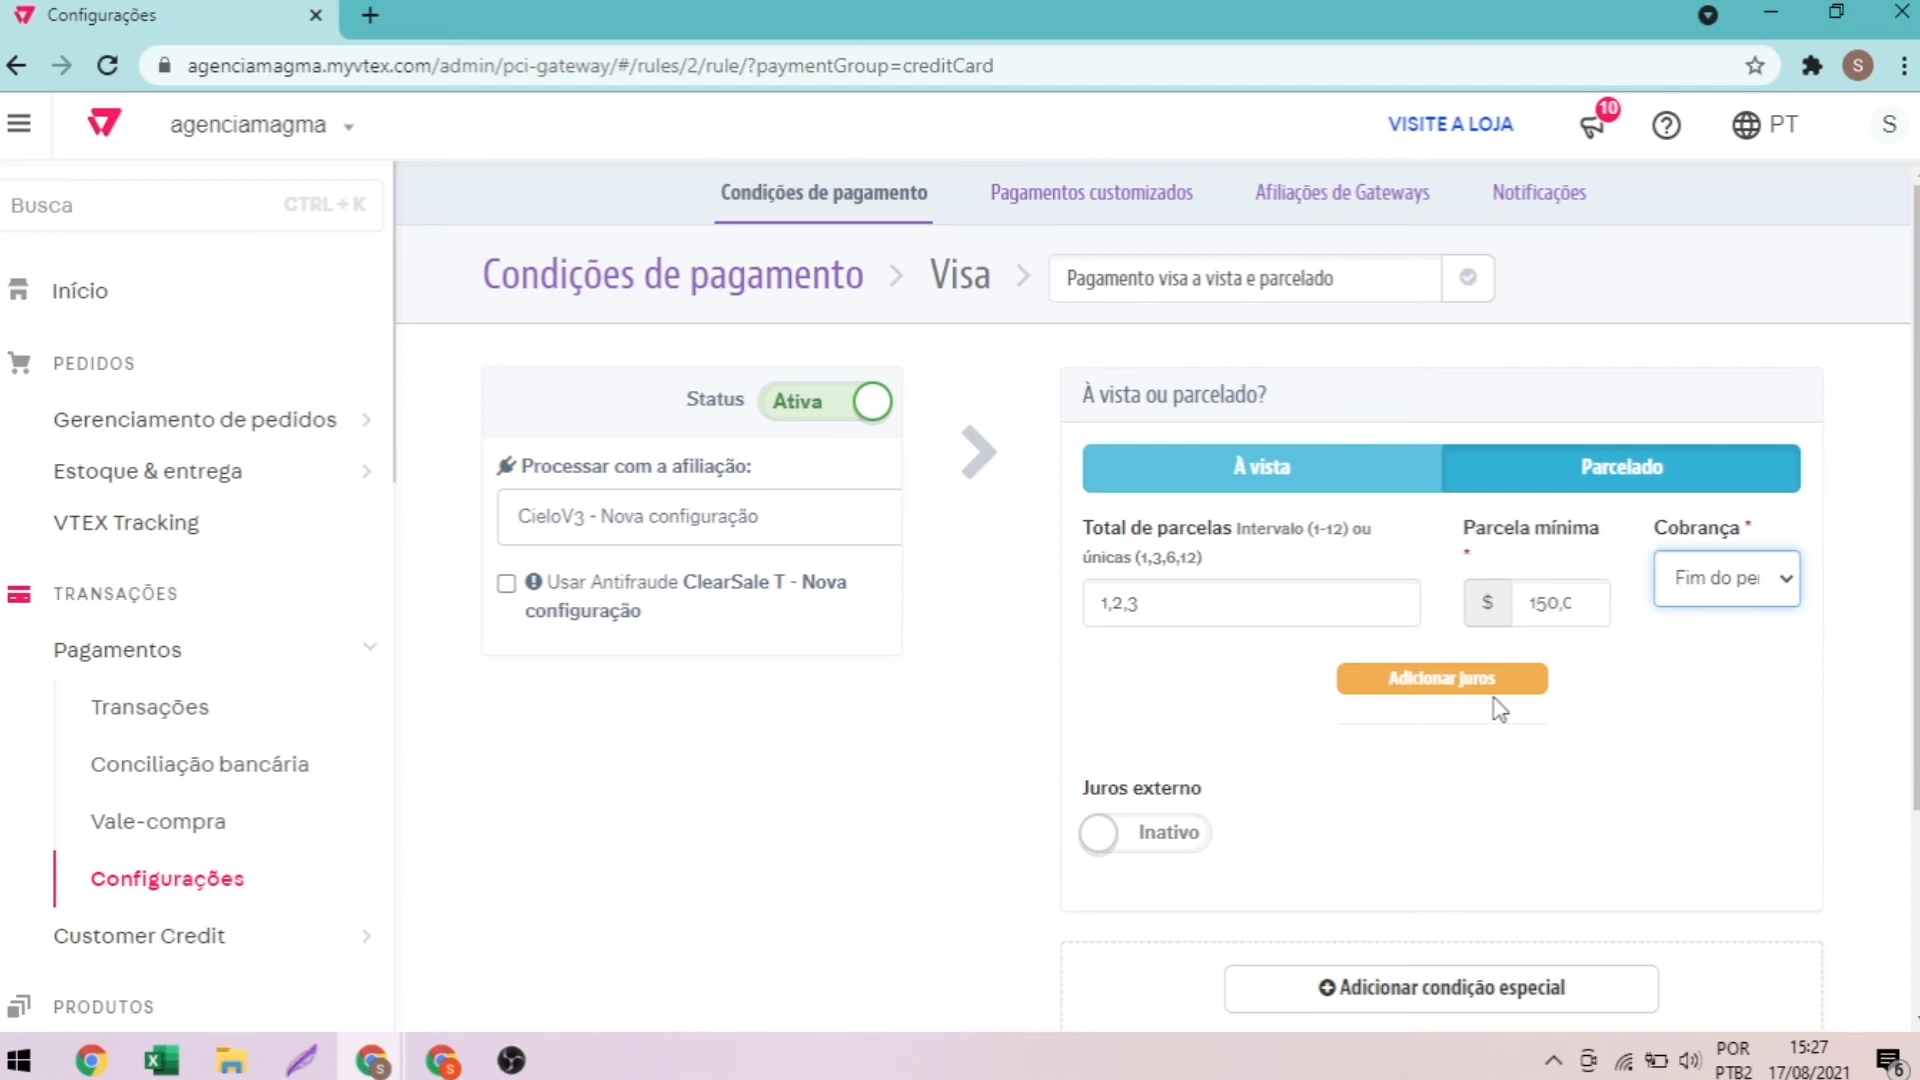 Configurações
agenciamagma.myvtex.com/admin/pci-gateway/#/rules/2/rule/?paymentGroup=creditCard
S
agenciamagma
VISITE A LOJA
10
PT
S
Busca
CTRL + K
Condições de pagamento
Pagamentos customizados
Afiliações de Gateways
Notificações
Condições de pagamento
Visa
Pagamento visa a vista e parcelado
Início
PEDIDOS
Gerenciamento de pedidos
Estoque & entrega
VTEX Tracking
TRANSAÇÕES
Pagamentos
Transações
Conciliação bancária
Vale-compra
Configurações
Customer Credit
PRODUTOS
Status
Ativa
Processar com a afiliação:
CieloV3 - Nova configuração
Usar Antifraude ClearSale T - Nova
configuração
À vista ou parcelado?
À vista
Parcelado
Total de parcelas Intervalo (1-12) ou
únicas (1,3,6,12)
Parcela mínima
*
Cobrança *
1,2,3
$
150,0
Fim do per
Adicionar juros
Juros externo
Inativo
Adicionar condição especial
S
S
POR
PTB2
15:27
17/08/2021
6